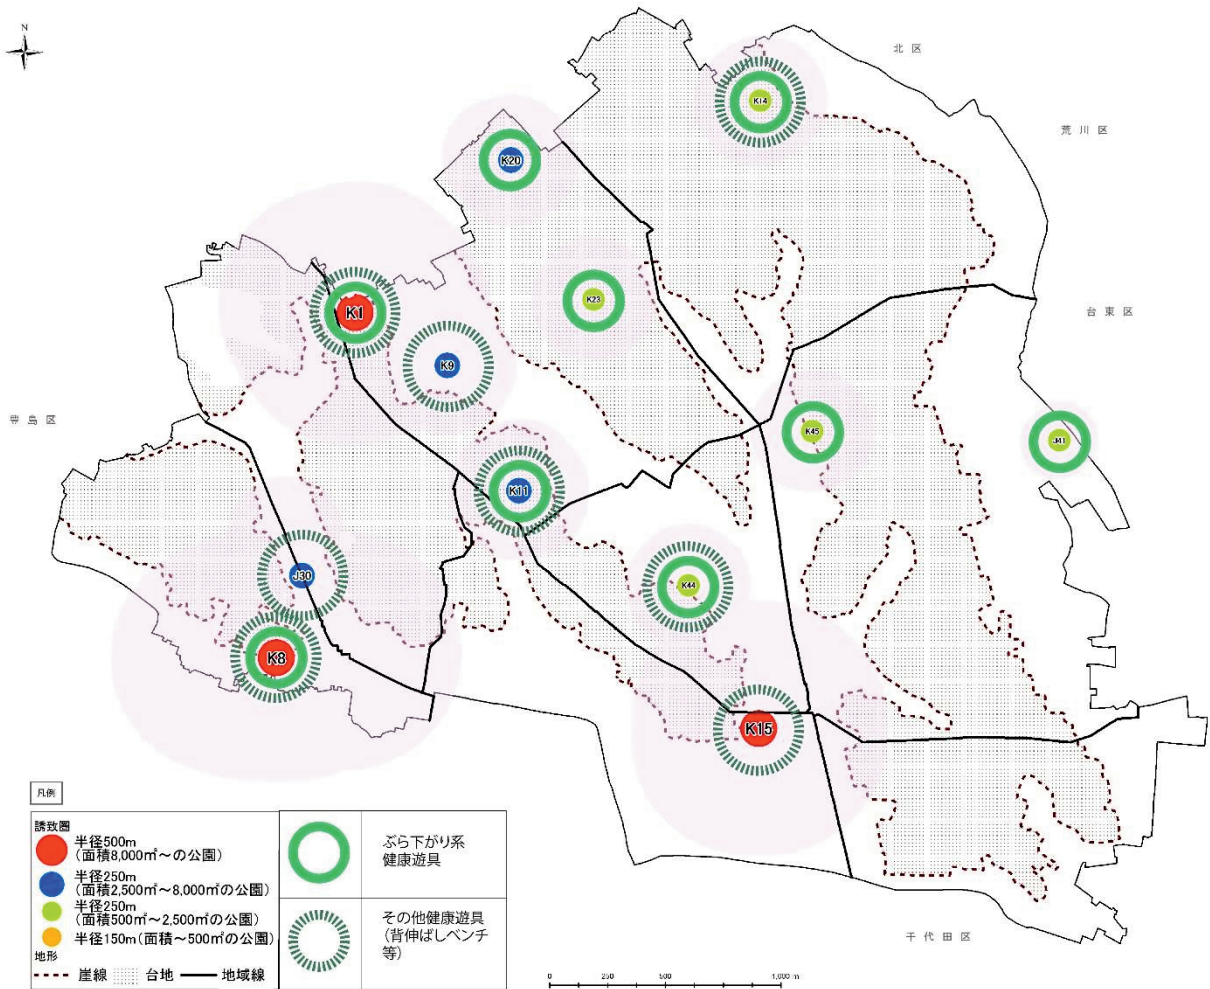 N
北区
荒川区
K14
K20
K23
K1
台東区
K9
豊島区
K45
J41
K11
J30
K44
K8
K15
凡例
誘致圏
半径500m
(面積8,000㎡～の公園)
半径250m
(面積2,500㎡～8,000㎡の公園)
半径250m
(面積500㎡～2,500㎡の公園)
半径150m(面積～500㎡の公園)
地形
崖線 台地 地域線
ぶら下がり系
健康遊具
その他健康遊具
(背伸ばしベンチ
等)
千代田区
0 250 500 1,000 m